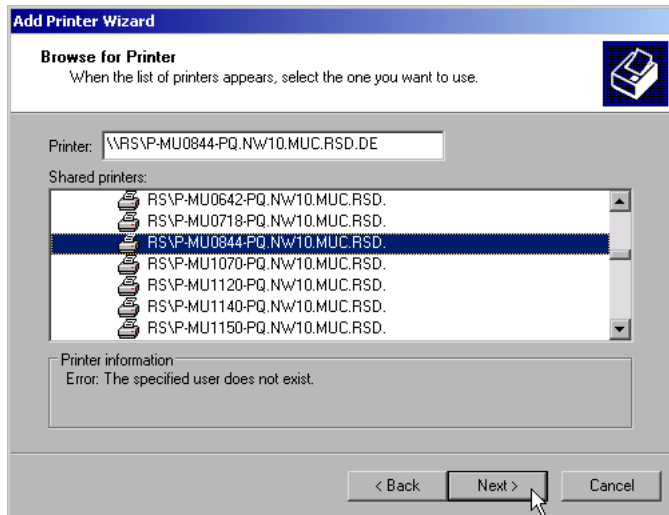 Add Printer Wizard
Browse for Printer
When the list of printers appears, select the one you want to use.
Printer: \\RS\P-MU0844-PQ.NW10.MUC.RSD.DE
Shared printers:
RS\P-MU0642-PQ.NW10.MUC.RSD.
RS\P-MU0718-PQ.NW10.MUC.RSD.
RS\P-MU0844-PQ.NW10.MUC.RSD.
RS\P-MU1070-PQ.NW10.MUC.RSD.
RS\P-MU1120-PQ.NW10.MUC.RSD.
RS\P-MU1140-PQ.NW10.MUC.RSD.
RS\P-MU1150-PQ.NW10.MUC.RSD.
Printer information
Error: The specified user does not exist.
< Back Next > Cancel